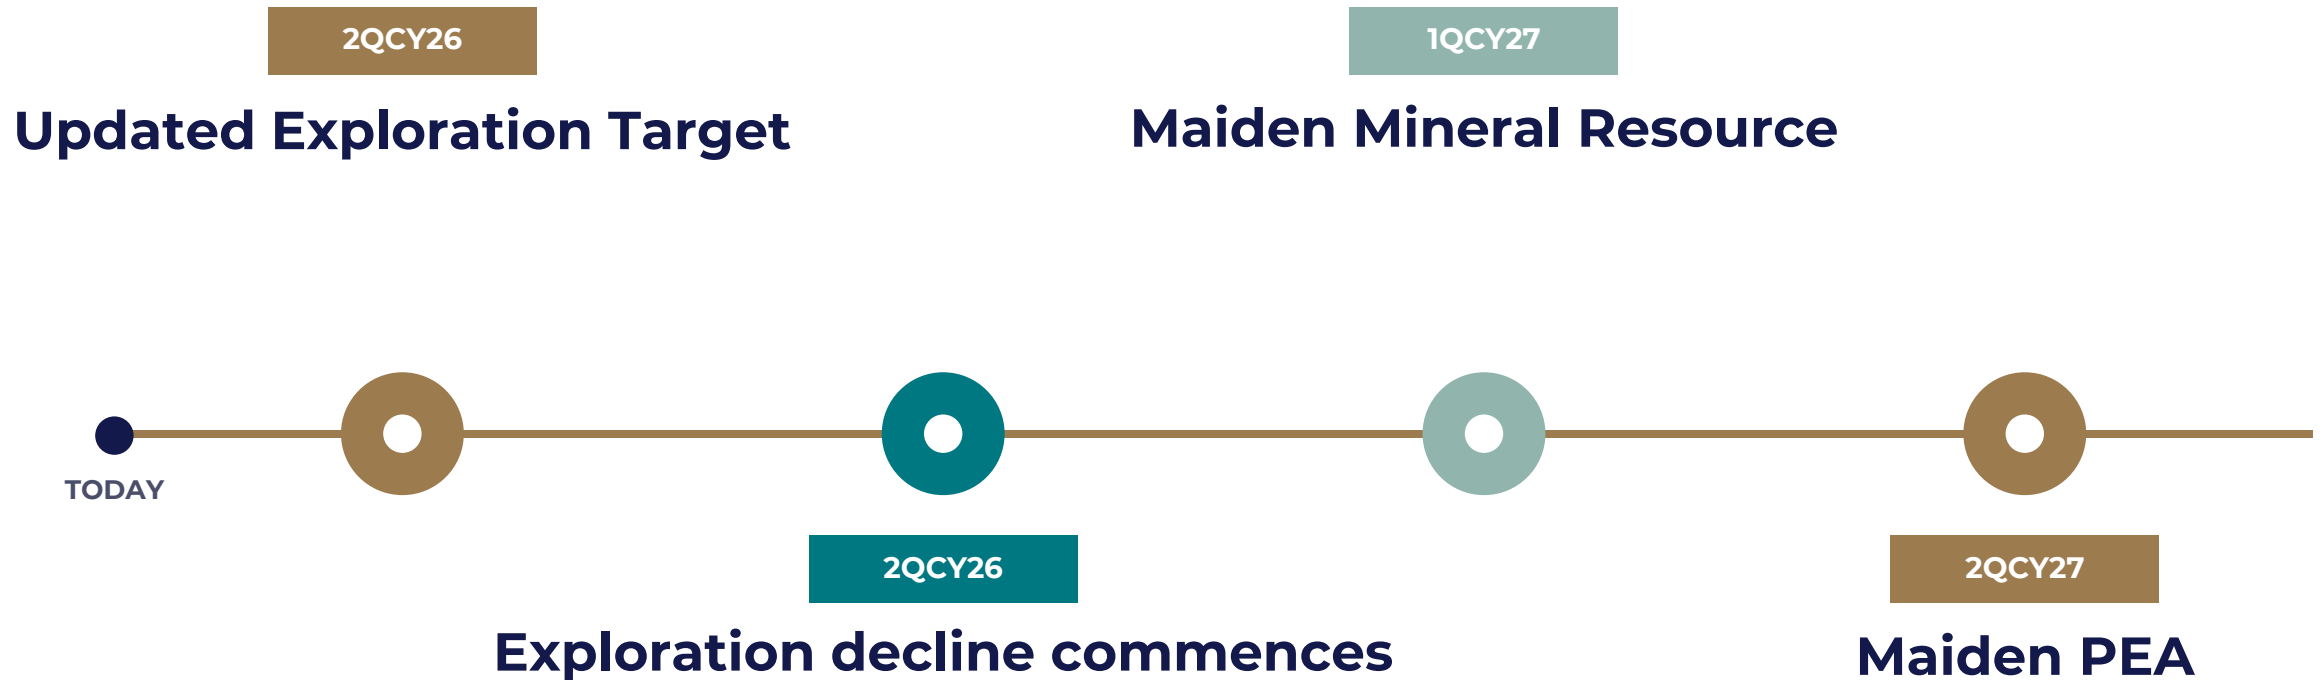 2QCY26
Updated Exploration Target
1QCY27
Maiden Mineral Resource
TODAY
2QCY26
Exploration decline commences
2QCY27
Maiden PEA